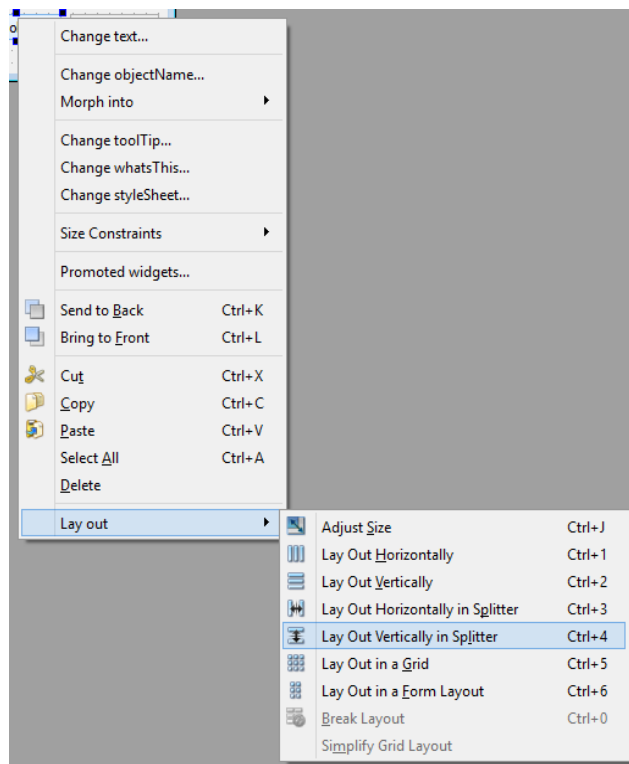 Change text...
Change objectName...
Morph into
Change toolTip...
Change whatsThis...
Change styleSheet...
Size Constraints
Promoted widgets...
Send to Back Ctrl+K
Bring to Front Ctrl+L
Cut Ctrl+X
Copy Ctrl+C
Paste Ctrl+V
Select All Ctrl+A
Delete
Lay out
Adjust Size Ctrl+J
Lay Out Horizontally Ctrl+1
Lay Out Vertically Ctrl+2
Lay Out Horizontally in Splitter Ctrl+3
Lay Out Vertically in Splitter Ctrl+4
Lay Out in a Grid Ctrl+5
Lay Out in a Form Layout Ctrl+6
Break Layout Ctrl+0
Simplify Grid Layout